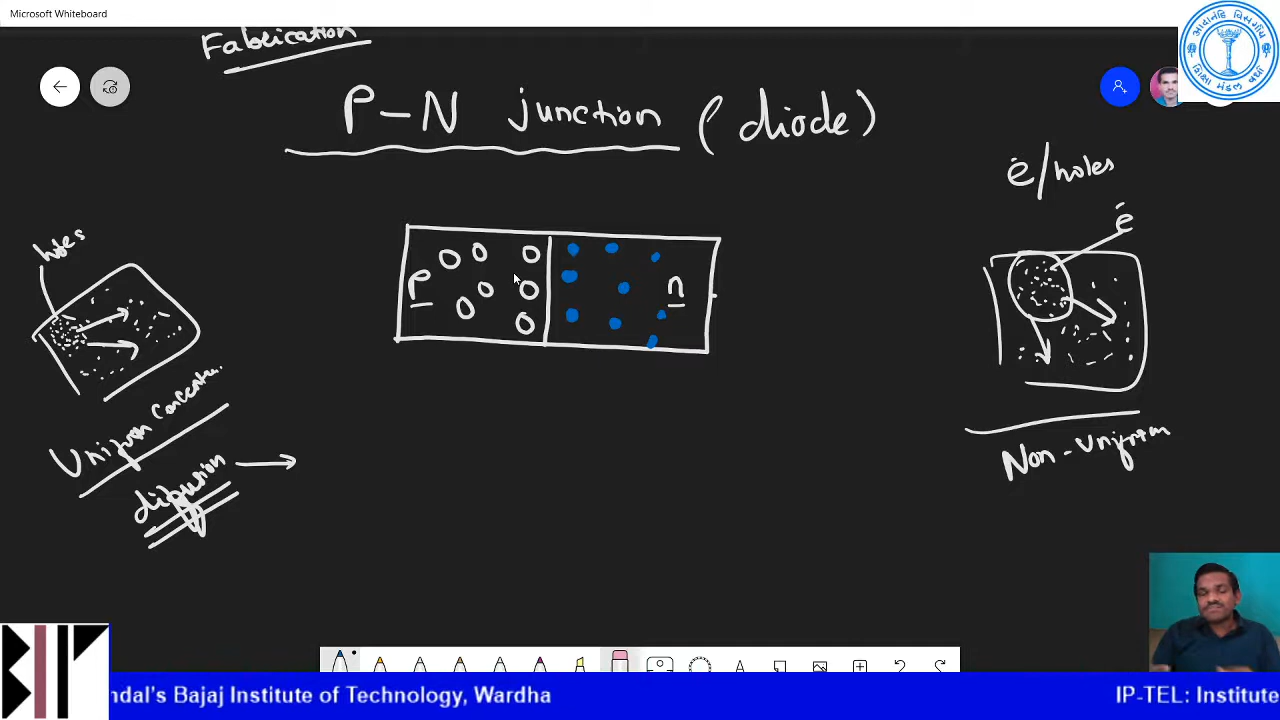 Microsoft Whiteboard
Fabrication
P-N junction (diode)
ē/holes
ē
holes
P
n
Uniform Concentra.
diffusion →
Non-Uniform
ndal's Bajaj Institute of Technology, Wardha
IP-TEL: Institute